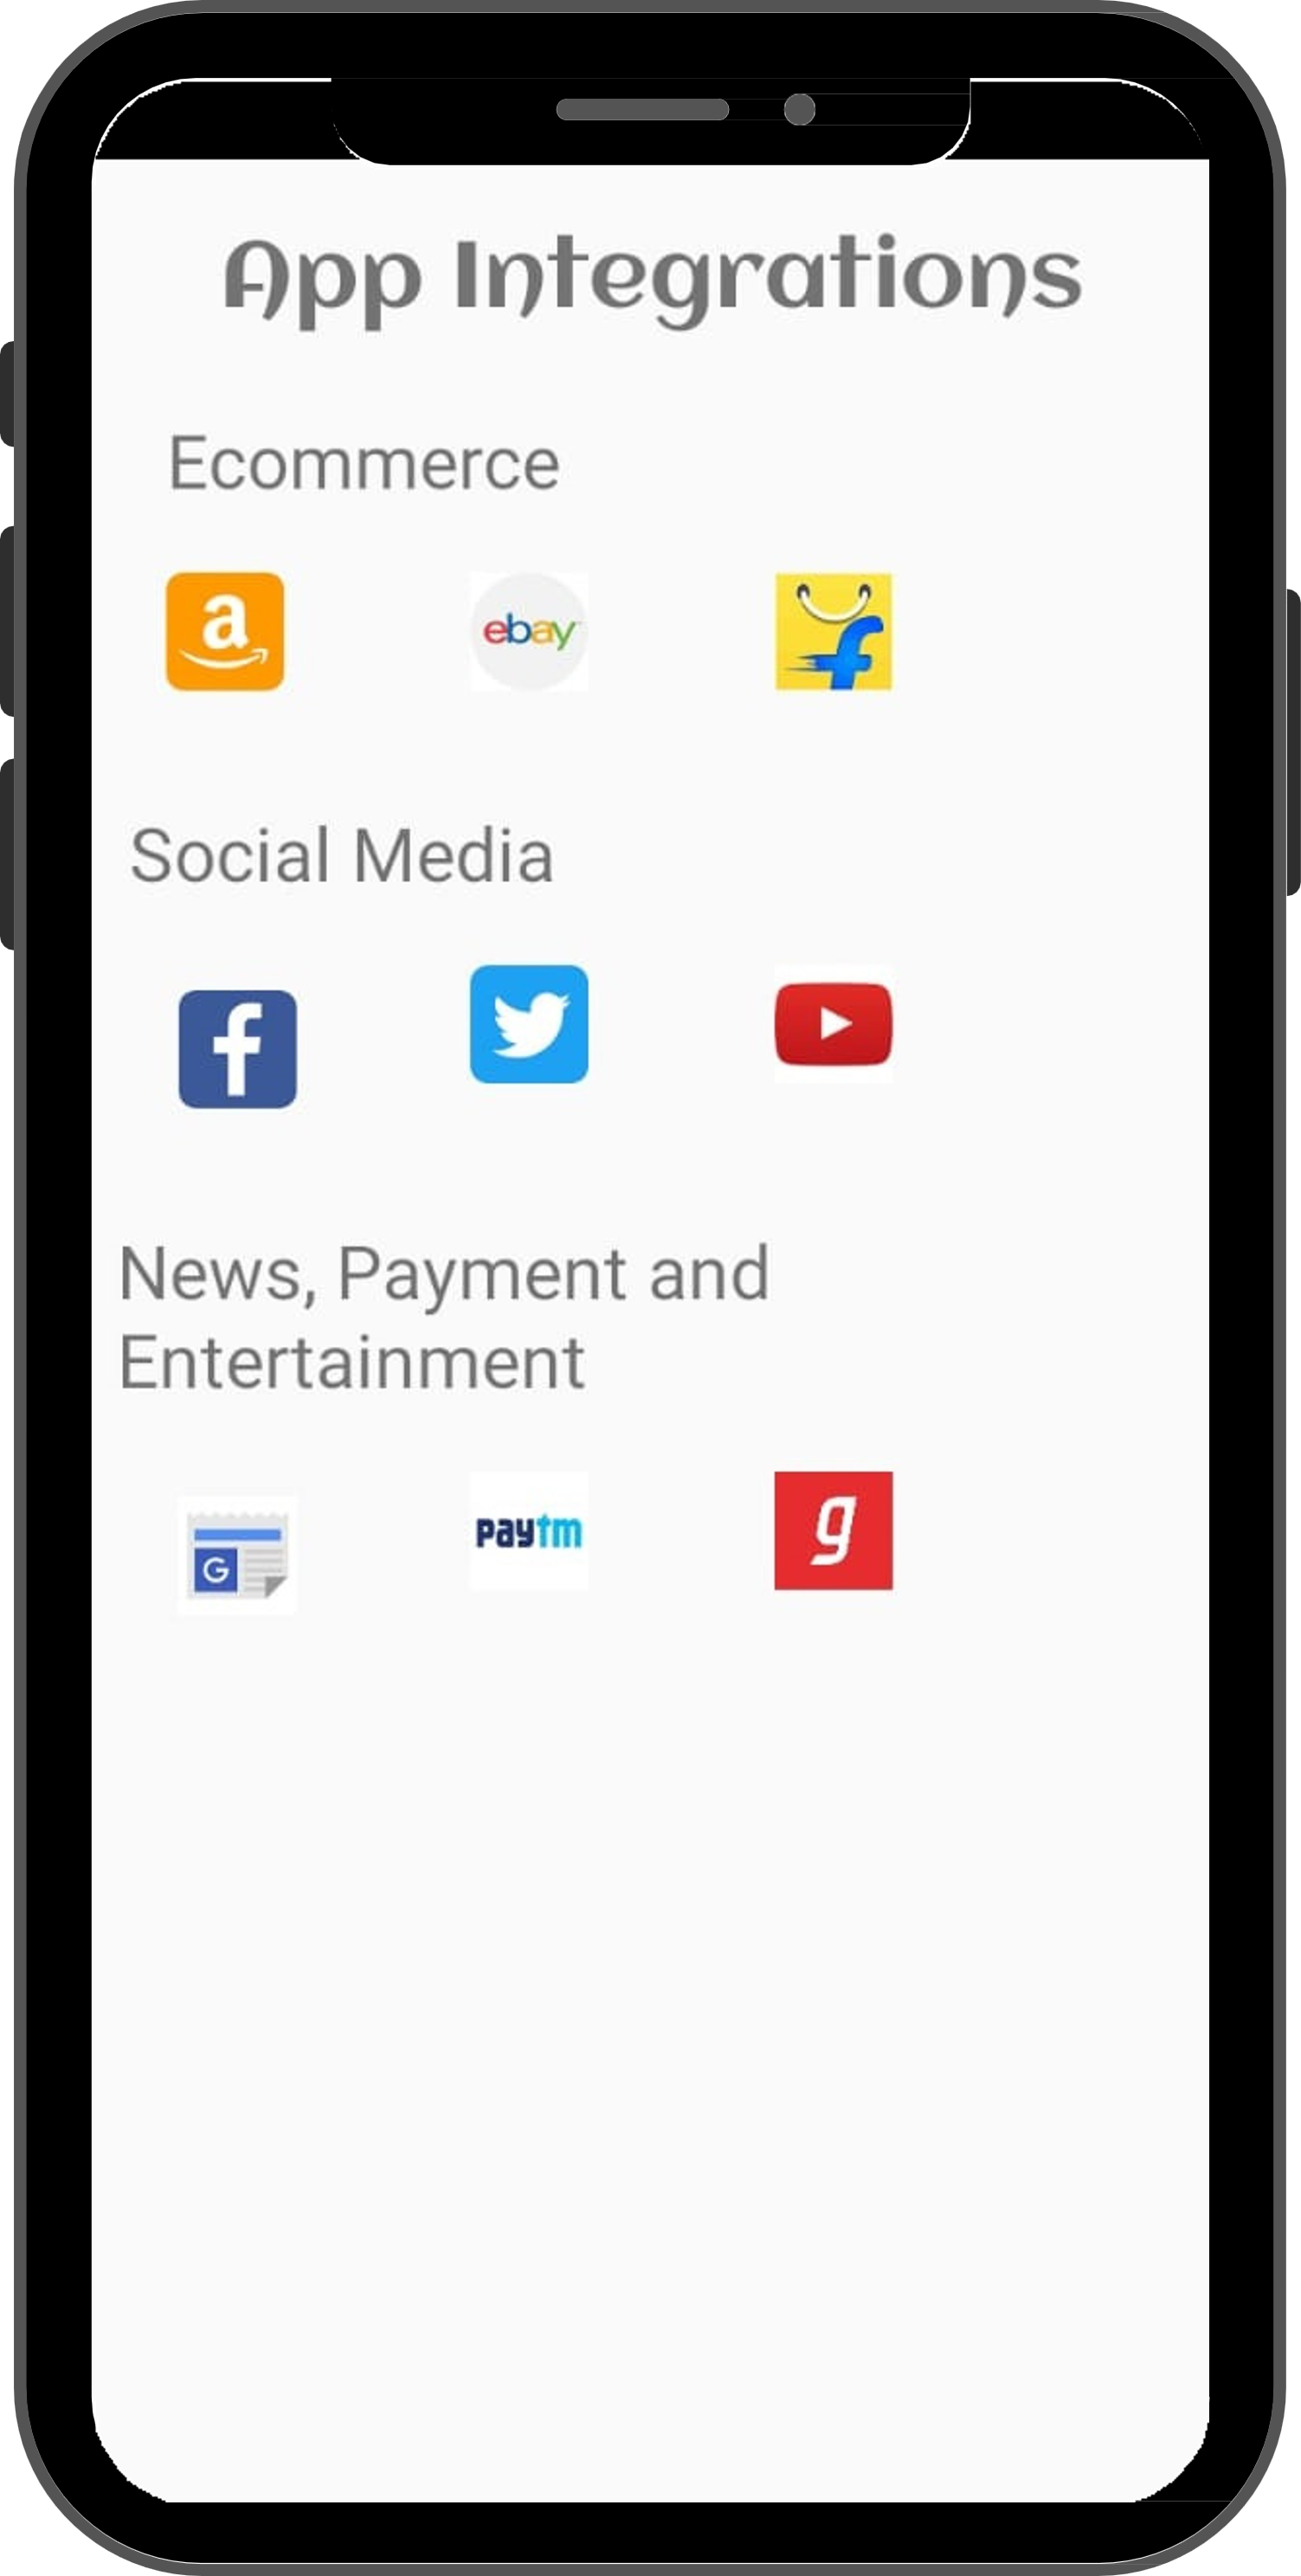 App Integrations
Ecommerce
a ebay f
Social Media
f
News, Payment and
Entertainment
G paytm g